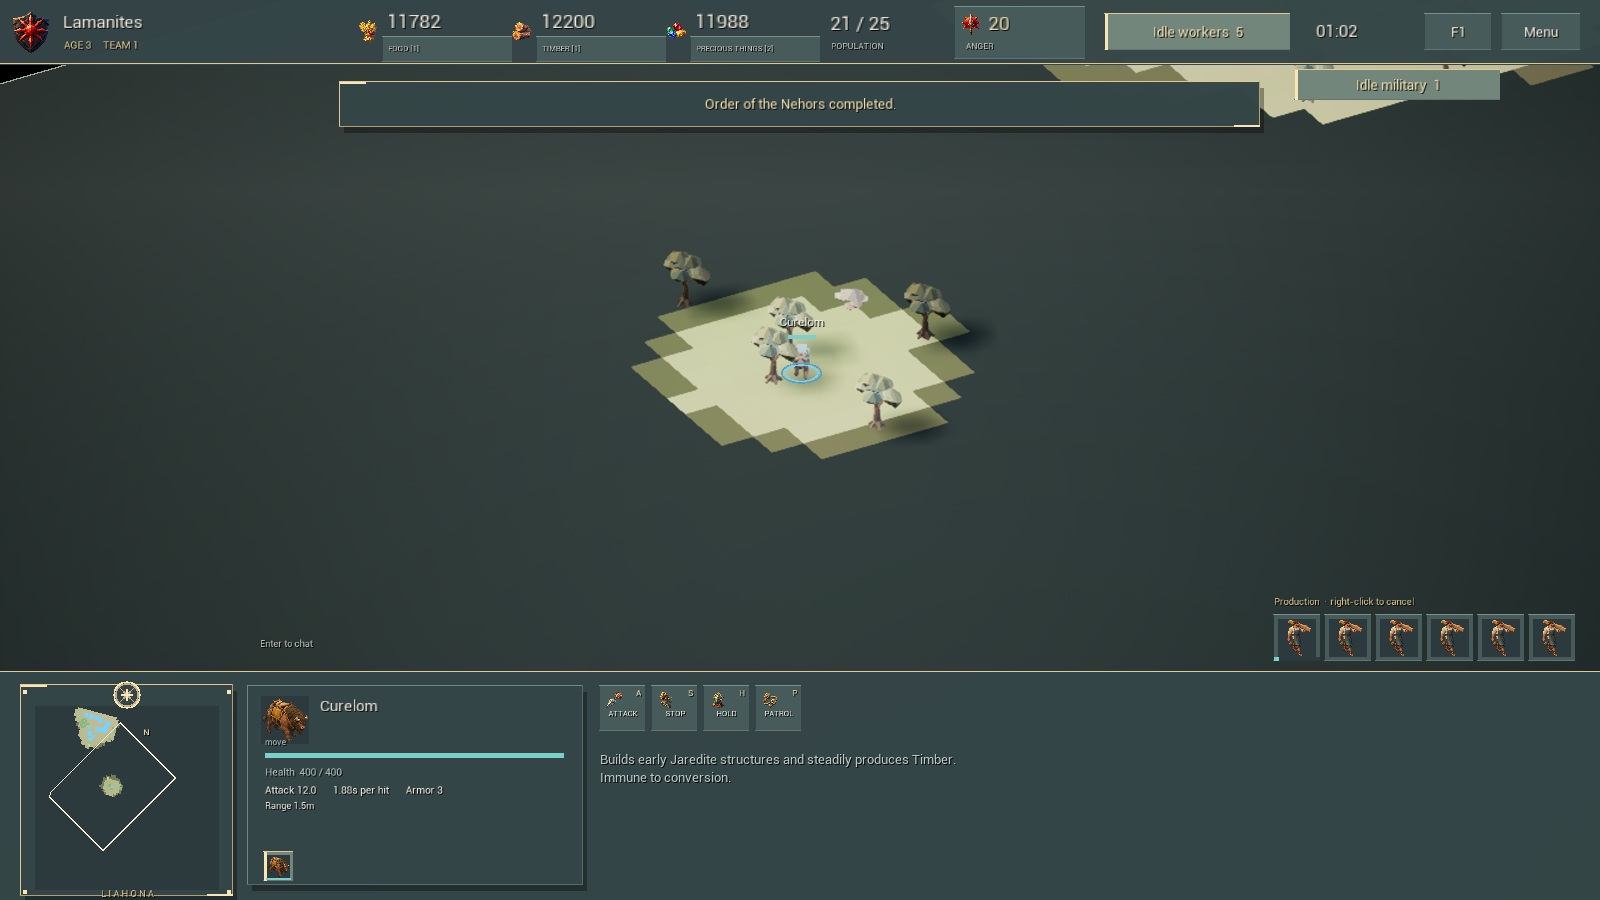 Lamanites
AGE 3 TEAM 1
11782
FOOD [1]
12200
TIMBER [1]
11988
PRECIOUS THINGS [2]
21 / 25
POPULATION
20
ANGER
Idle workers 5
01:02
F1
Menu
Idle military 1
Order of the Nehors completed.
Curelom
Production · right-click to cancel
Enter to chat
N
LIAHONA
Curelom
move
Health 400 / 400
Attack 12.0 1.88s per hit Armor 3
Range 1.5m
A
ATTACK
S
STOP
H
HOLD
P
PATROL
Builds early Jaredite structures and steadily produces Timber.
Immune to conversion.